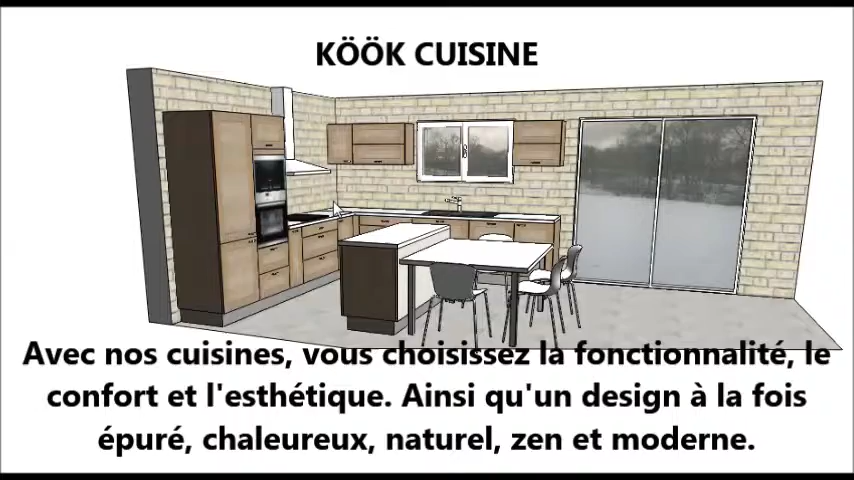 KÖÖK CUISINE
Avec nos cuisines, vous choisissez la fonctionnalité, le
confort et l'esthétique. Ainsi qu'un design à la fois
épuré, chaleureux, naturel, zen et moderne.